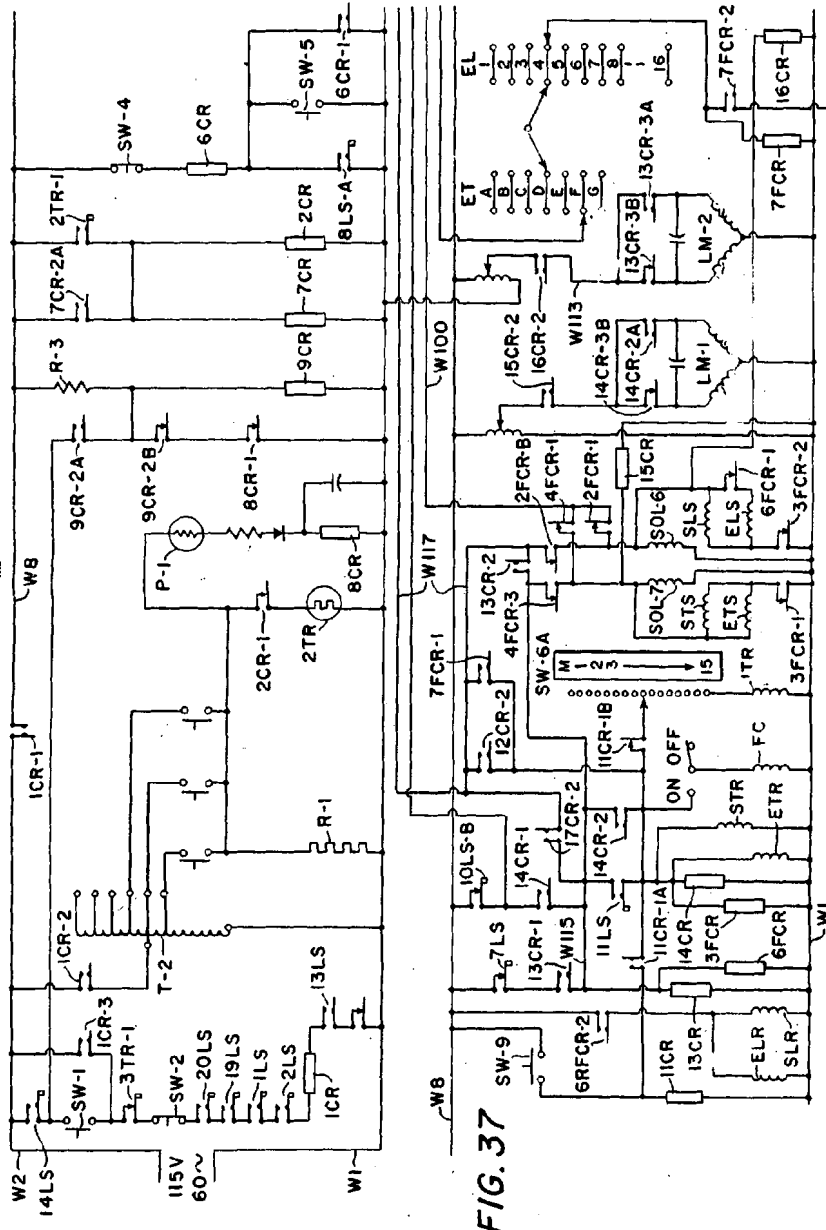 W2
14LS
SW-1
1CR-3
3TR-1
SW-2
20LS
19LS
1LS
2LS
1CR
13LS
115V
60~
W1
1CR-2
T-2
R-1
1CR-1
W8
2CR-1
2TR
P-1
8CR
9CR-2A
9CR-2B
8CR-1
R-3
9CR
7CR-2A
7CR
2TR-1
2CR
SW-4
6CR
8LS-A
SW-5
6CR-1
FIG. 37
W8
SW-9
11CR
6RFCR-2
ELR
SLR
7LS
13CR-1
W115
13CR
6FCR
10LS-B
14CR-1
17CR-2
11LS
11CR-1A
14CR
3FCR
STR
ETR
W1
14CR-2
ON OFF
FC
12CR-2
7FCR-1
11CR-1B
SW-6A
M-1-2-3
15
1TR
W117
W100
13CR-2
4FCR-3
2FCR-B
4FCR-1
2FCR-1
SOL-7
STS
ETS
3FCR-1
SOL-6
SLS
ELS
6FCR-1
3FCR-2
15CR
15CR-2
14CR-3B
14CR-2A
LM-1
16CR-2
W113
13CR-3B
13CR-3A
LM-2
ET
A
B
C
D
E
F
G
EL
1
2
3
4
5
6
7
8
16
7FCR
7FCR-2
16CR